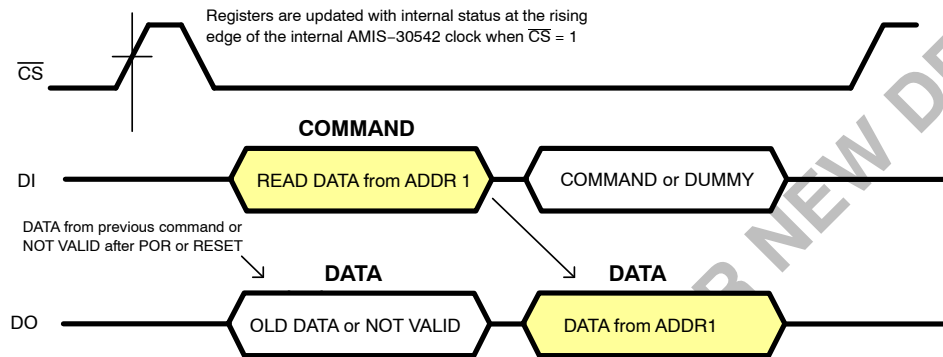 Registers are updated with internal status at the rising
edge of the internal AMIS−30542 clock when CS = 1
CS
COMMAND
DI
READ DATA from ADDR 1
COMMAND or DUMMY
DATA from previous command or
NOT VALID after POR or RESET
DATA
DATA
DO
OLD DATA or NOT VALID
DATA from ADDR1
NEW